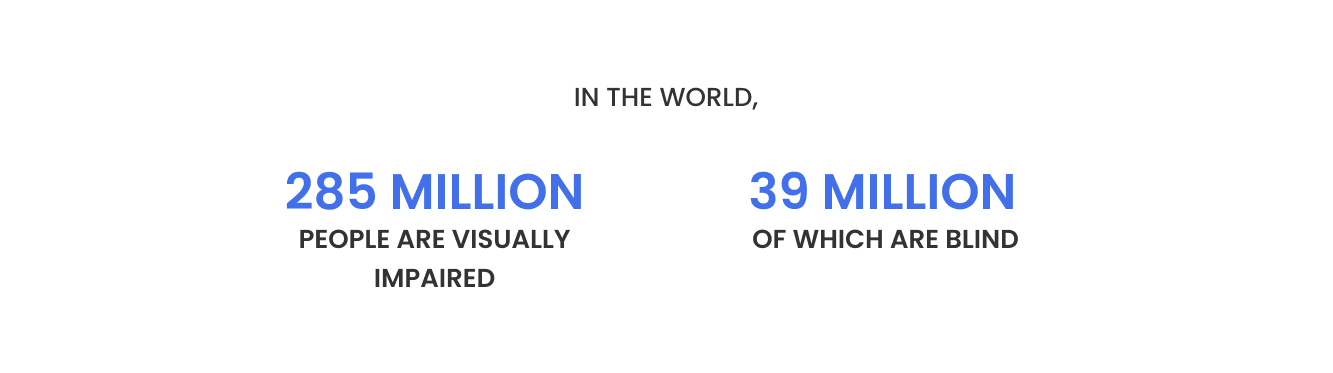 IN THE WORLD,
285 MILLION
PEOPLE ARE VISUALLY
IMPAIRED
39 MILLION
OF WHICH ARE BLIND